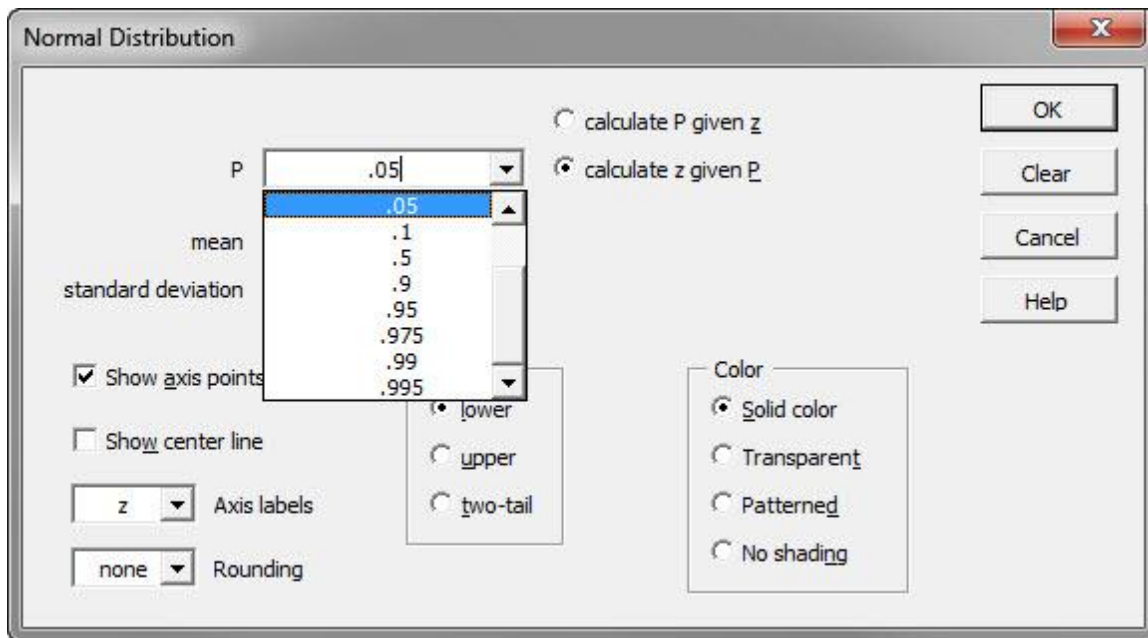 Normal Distribution
calculate P given z
P .05 calculate z given P
.05
.1
.5
.9
.95
.975
.99
.995
mean
standard deviation
Show axis points
Show center line
z Axis labels
none Rounding
lower
upper
two-tail
Color
Solid color
Transparent
Patterned
No shading
OK
Clear
Cancel
Help